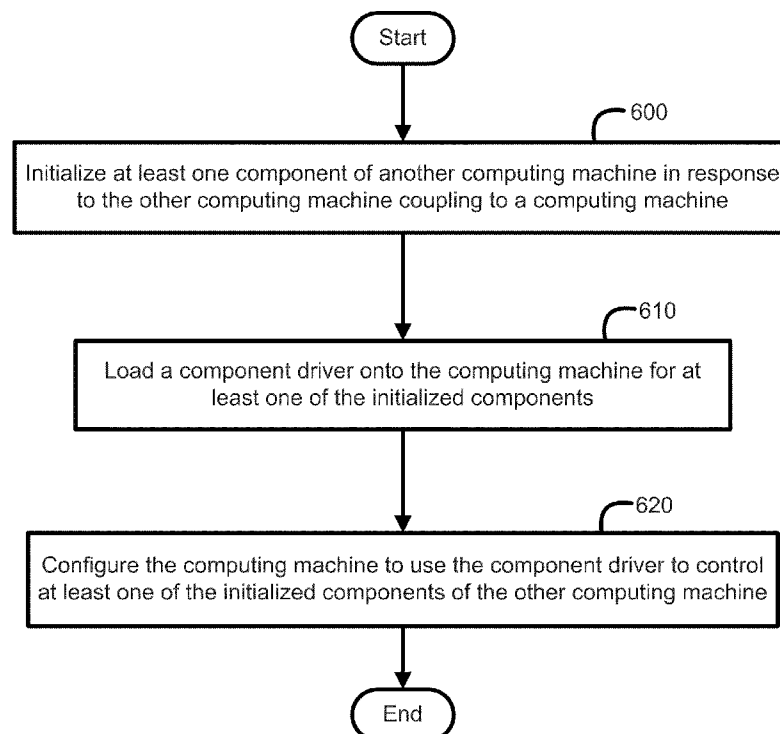 Start
600
Initialize at least one component of another computing machine in response
to the other computing machine coupling to a computing machine
610
Load a component driver onto the computing machine for at
least one of the initialized components
620
Configure the computing machine to use the component driver to control
at least one of the initialized components of the other computing machine
End